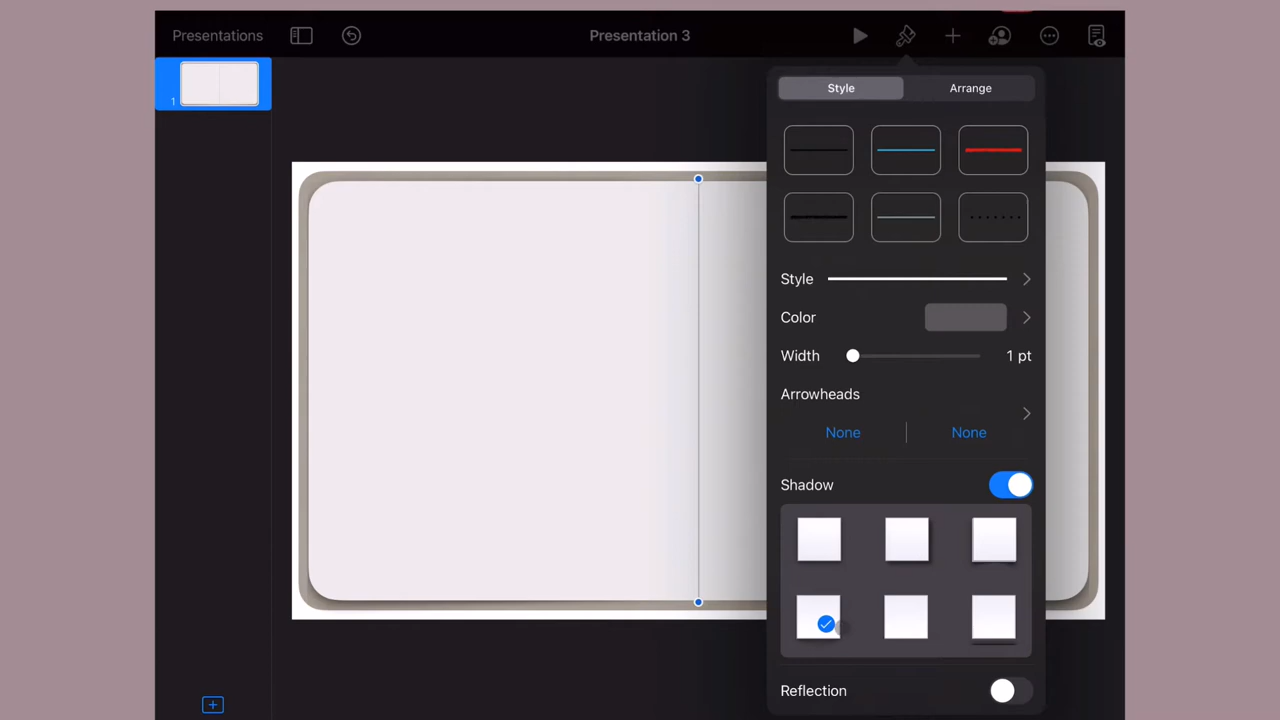 Presentations
Presentation 3
1
Style
Arrange
Style
Color
Width 1 pt
Arrowheads
None None
Shadow
Reflection